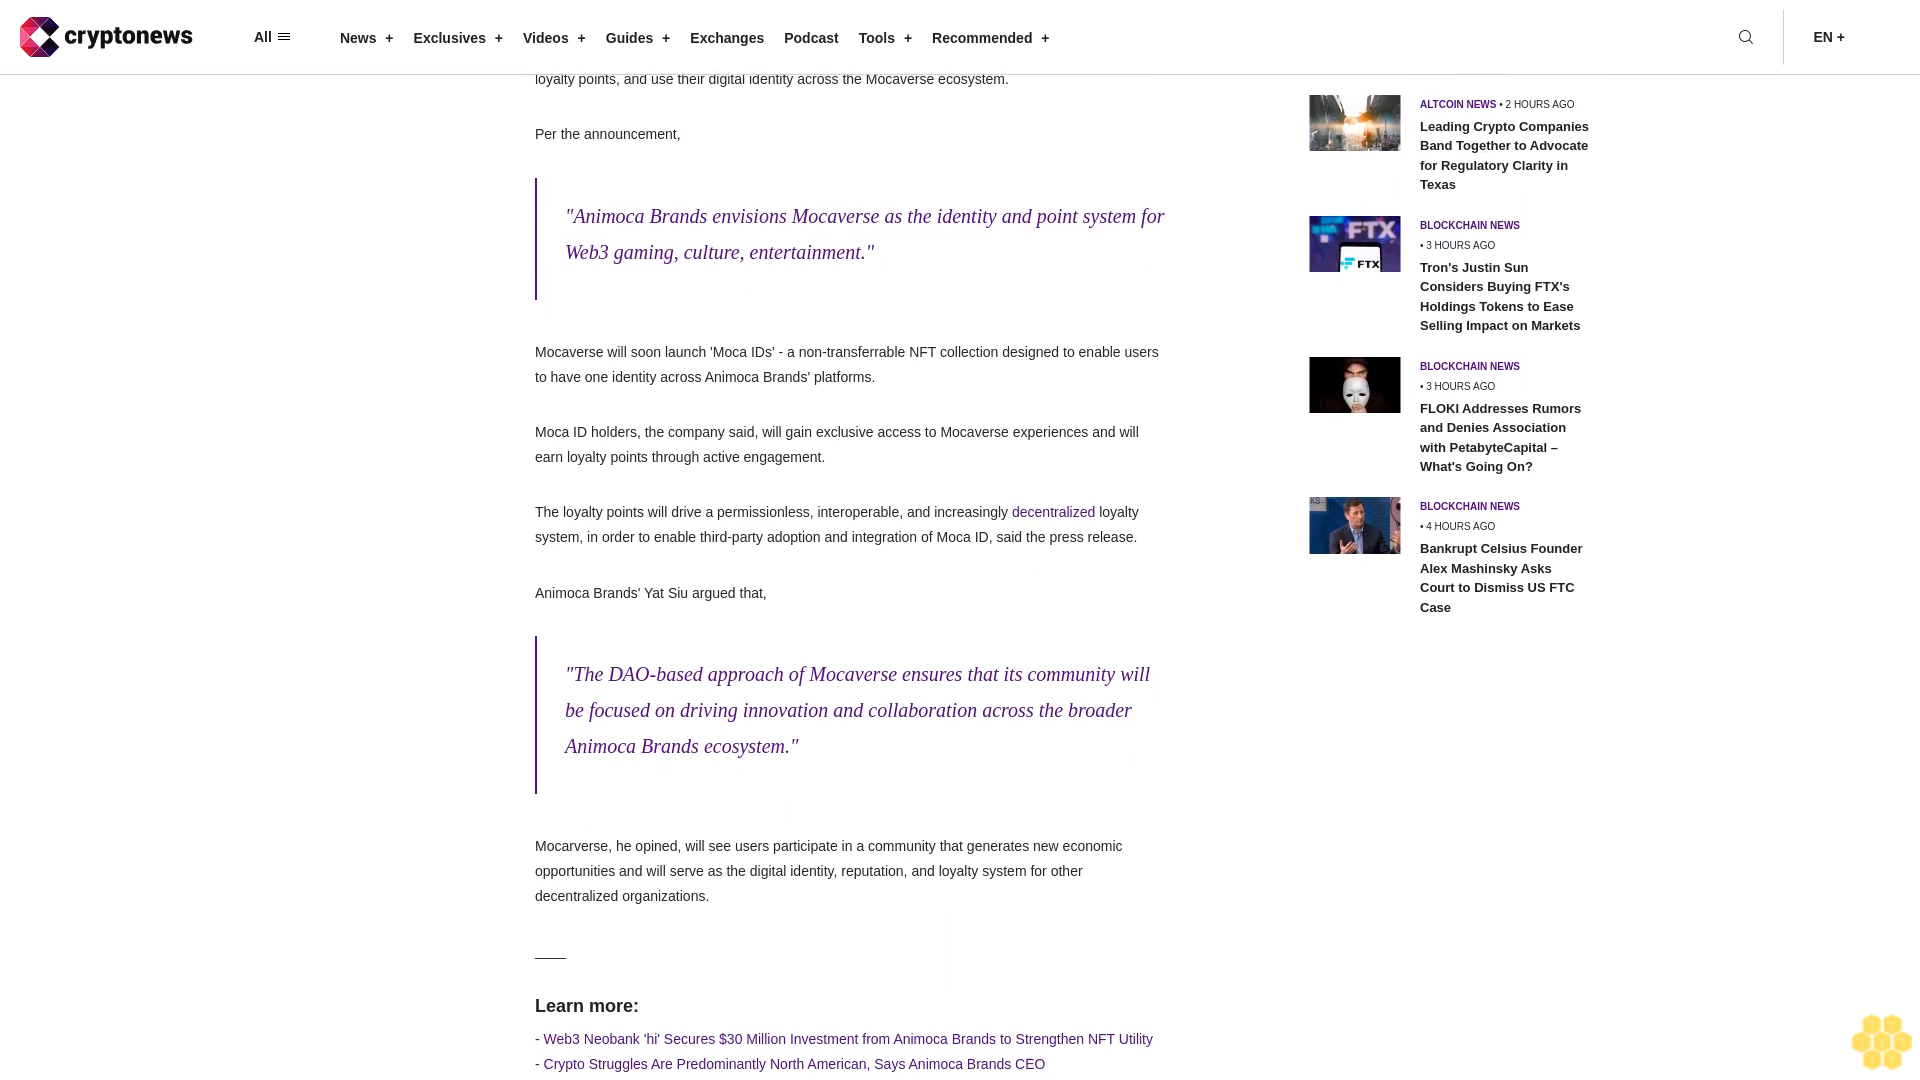 cryptonews
All
News +
Exclusives +
Videos +
Guides +
Exchanges
Podcast
Tools +
Recommended +
EN +
loyalty points, and use their digital identity across the Mocaverse ecosystem.
Per the announcement,
"Animoca Brands envisions Mocaverse as the identity and point system for
Web3 gaming, culture, entertainment."
Mocaverse will soon launch 'Moca IDs' - a non-transferrable NFT collection designed to enable users
to have one identity across Animoca Brands' platforms.
Moca ID holders, the company said, will gain exclusive access to Mocaverse experiences and will
earn loyalty points through active engagement.
The loyalty points will drive a permissionless, interoperable, and increasingly decentralized loyalty
system, in order to enable third-party adoption and integration of Moca ID, said the press release.
Animoca Brands' Yat Siu argued that,
"The DAO-based approach of Mocaverse ensures that its community will
be focused on driving innovation and collaboration across the broader
Animoca Brands ecosystem."
Mocarverse, he opined, will see users participate in a community that generates new economic
opportunities and will serve as the digital identity, reputation, and loyalty system for other
decentralized organizations.
____
Learn more:
- Web3 Neobank 'hi' Secures $30 Million Investment from Animoca Brands to Strengthen NFT Utility
- Crypto Struggles Are Predominantly North American, Says Animoca Brands CEO
ALTCOIN NEWS • 2 HOURS AGO
Leading Crypto Companies
Band Together to Advocate
for Regulatory Clarity in
Texas
FTX
FTX
BLOCKCHAIN NEWS
• 3 HOURS AGO
Tron's Justin Sun
Considers Buying FTX's
Holdings Tokens to Ease
Selling Impact on Markets
BLOCKCHAIN NEWS
• 3 HOURS AGO
FLOKI Addresses Rumors
and Denies Association
with PetabyteCapital –
What's Going On?
KS
BLOCKCHAIN NEWS
• 4 HOURS AGO
Bankrupt Celsius Founder
Alex Mashinsky Asks
Court to Dismiss US FTC
Case